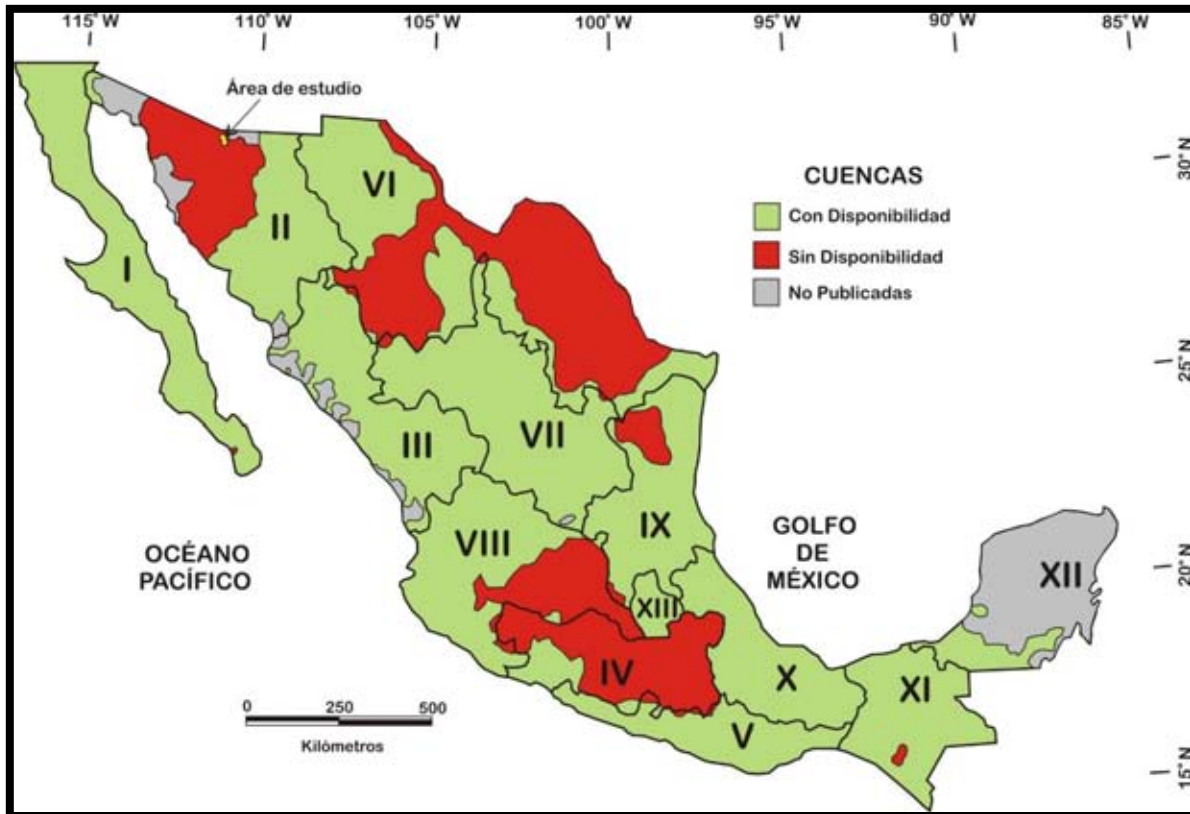 115°W 110°W 105°W 100°W 95°W 90°W 85°W
Área de estudio
30°N
CUENCAS
Con Disponibilidad
Sin Disponibilidad
No Publicadas
VI
II
I
25°N
III
VII
IX
VIII
OCÉANO
PACÍFICO
GOLFO
DE
MÉXICO
20°N
XII
XIII
IV
X
XI
V
0 250 500
Kilómetros
15°N